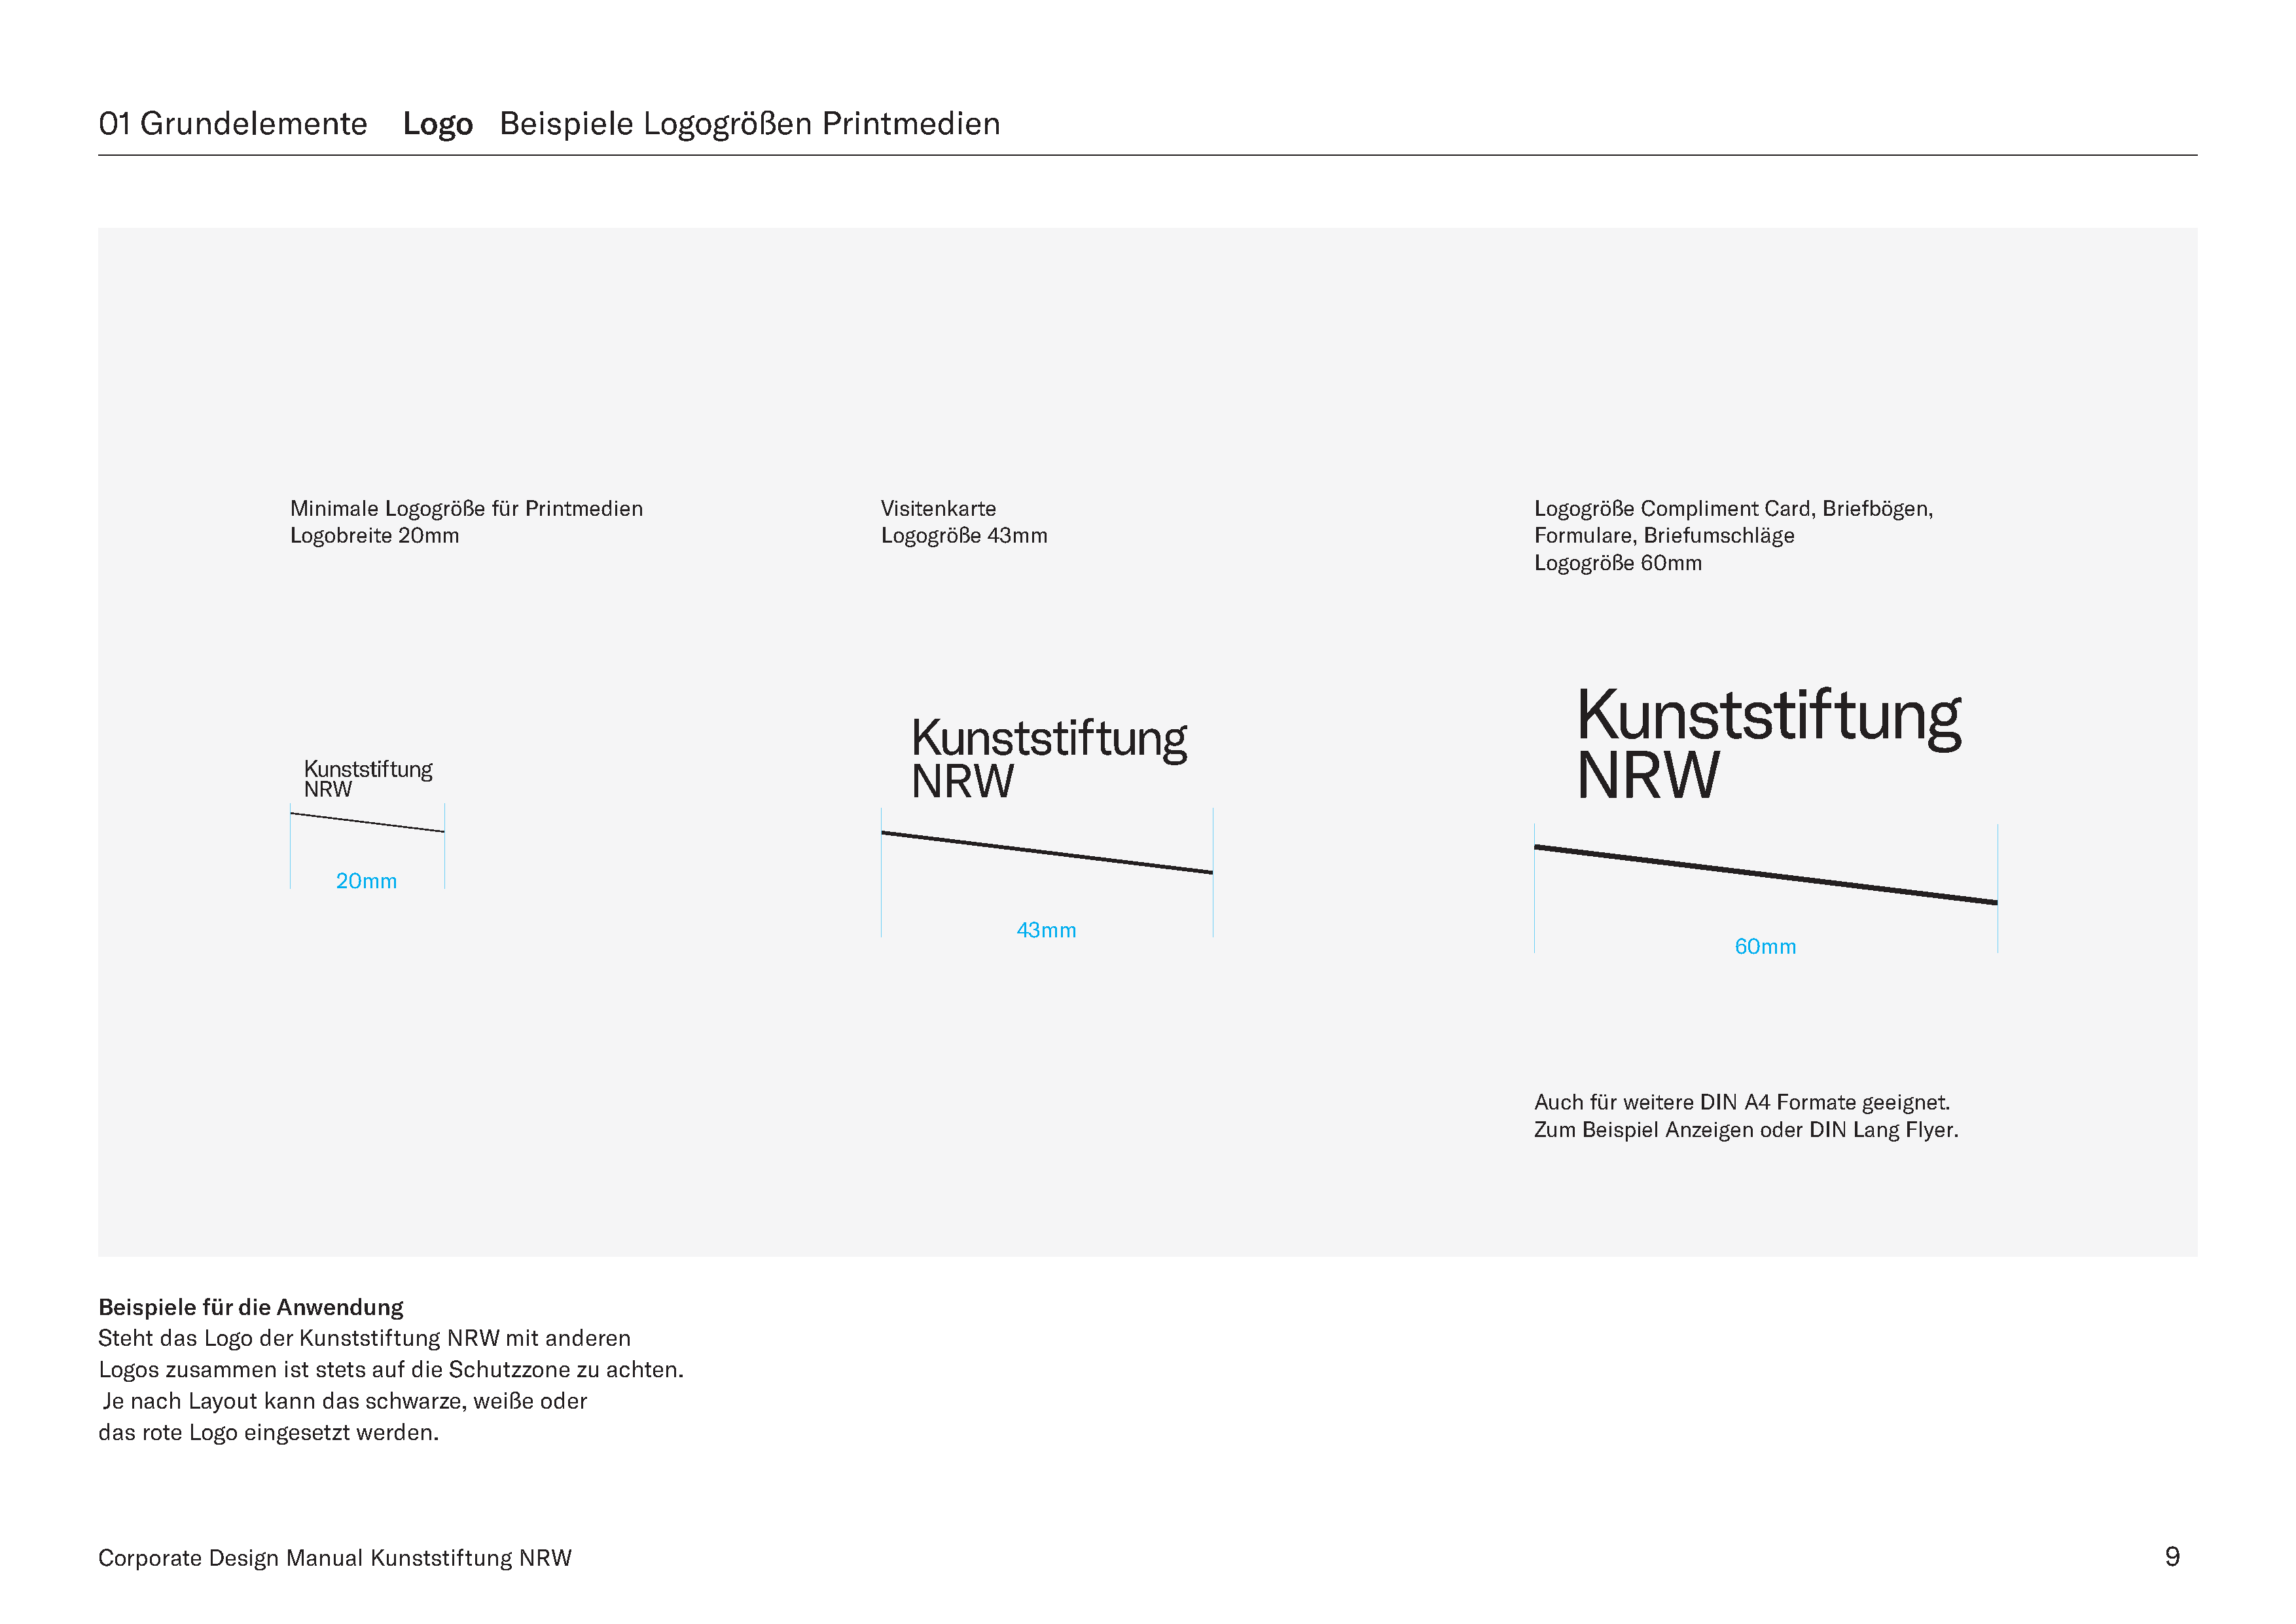 01 Grundelemente Logo Beispiele Logogrößen Printmedien
Minimale Logogröße für Printmedien
Logobreite 20mm
Kunststiftung
NRW
20mm
Visitenkarte
Logogröße 43mm
Kunststiftung
NRW
43mm
Logogröße Compliment Card, Briefbögen,
Formulare, Briefumschläge
Logogröße 60mm
Kunststiftung
NRW
60mm
Auch für weitere DIN A4 Formate geeignet.
Zum Beispiel Anzeigen oder DIN Lang Flyer.
Beispiele für die Anwendung
Steht das Logo der Kunststiftung NRW mit anderen
Logos zusammen ist stets auf die Schutzzone zu achten.
Je nach Layout kann das schwarze, weiße oder
das rote Logo eingesetzt werden.
Corporate Design Manual Kunststiftung NRW
9